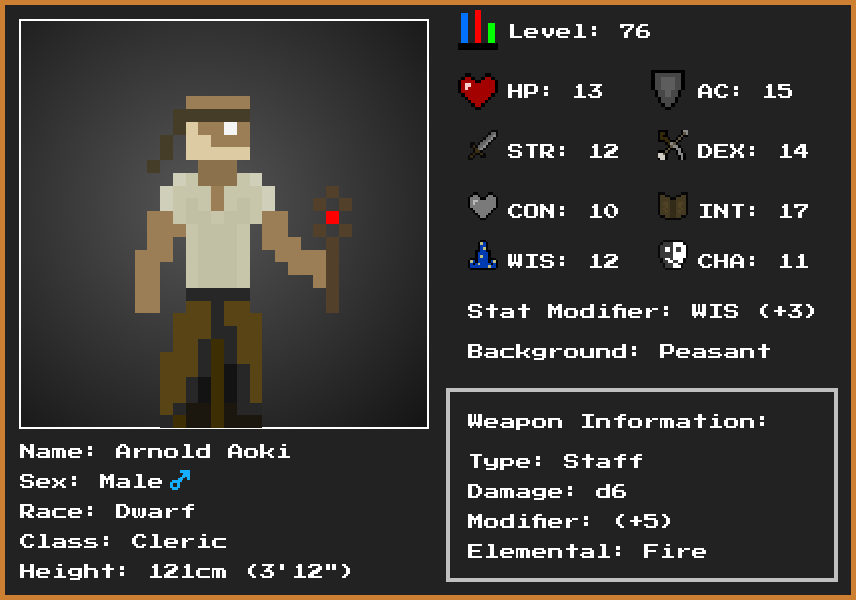 Level: 76
HP: 13 AC: 15
STR: 12 DEX: 14
CON: 10 INT: 17
WIS: 12 CHA: 11
Stat Modifier: WIS (+3)
Background: Peasant
Weapon Information:
Type: Staff
Damage: d6
Modifier: (+5)
Elemental: Fire
Name: Arnold Aoki
Sex: Male ♂
Race: Dwarf
Class: Cleric
Height: 121cm (3'12")